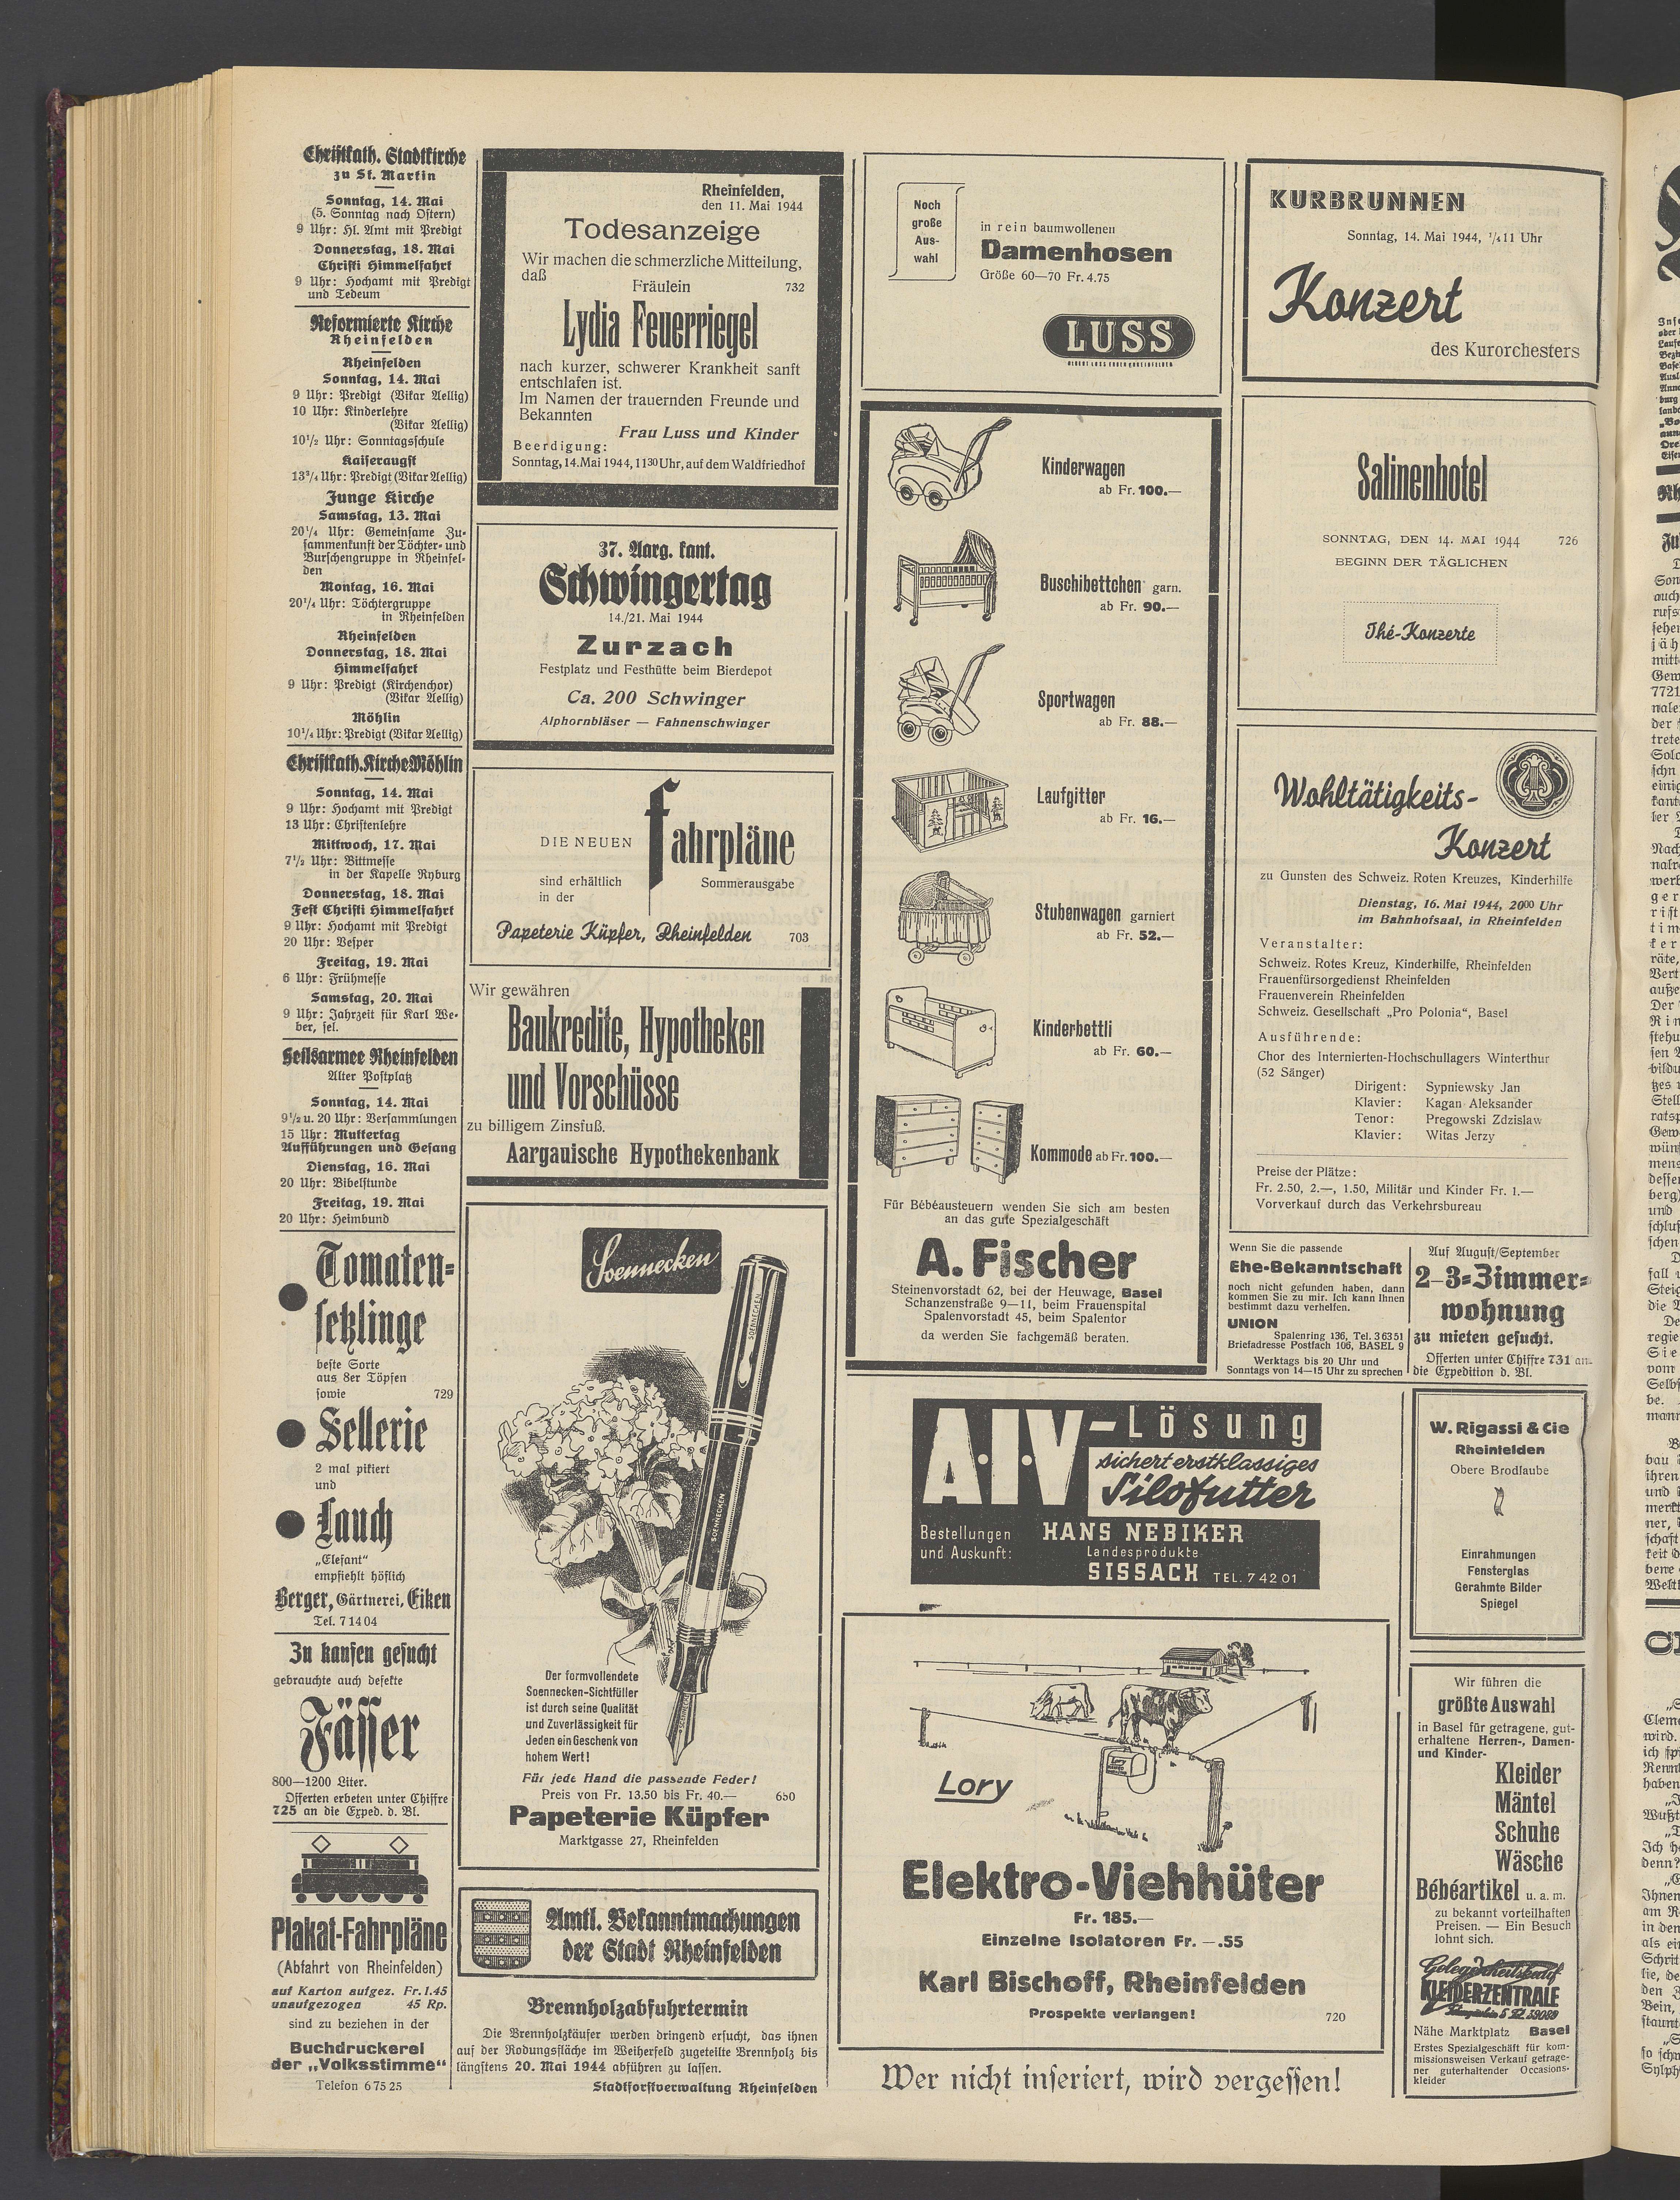 Christkath. Stadtkirche
zu St. Martin
Sonntag, 14. Mai
(5. Sonntag nach Ostern)
9 Uhr: Hl. Amt mit Predigt
Donnerstag, 18. Mai
Christi Himmelfahrt
9 Uhr: Hochamt mit Predigt
und Tedeum
Reformierte Kirche
Rheinfelden
Rheinfelden
Sonntag, 14. Mai
9 Uhr: Predigt (Vikar Aellig)
10 Uhr: Kinderlehre
(Vikar Aellig)
10½ Uhr: Sonntagsschule
Kaiseraugst
13¾ Uhr: Predigt (Vikar Aellig)
Junge Kirche
Samstag, 13. Mai
20¼ Uhr: Gemeinsame Zu-
sammenkunft der Töchter- und
Burschengruppe in Rheinfel-
den
Montag, 16. Mai
20¼ Uhr: Töchtergruppe
in Rheinfelden
Rheinfelden
Donnerstag, 18. Mai
Himmelfahrt
9 Uhr: Predigt (Kirchenchor)
(Vikar Aellig)
Möhlin
10¼ Uhr: Predigt (Vikar Aellig)
Christkath. Kirche Möhlin
Sonntag, 14. Mai
9 Uhr: Hochamt mit Predigt
13 Uhr: Christenlehre
Mittwoch, 17. Mai
7½ Uhr: Bittmesse
in der Kapelle Ryburg
Donnerstag, 18. Mai
Fest Christi Himmelfahrt
9 Uhr: Hochamt mit Predigt
20 Uhr: Vesper
Freitag, 19. Mai
6 Uhr: Frühmesse
Samstag, 20. Mai
9 Uhr: Jahrzeit für Karl We-
ber, sel.
Heilsarmee Rheinfelden
Alter Postplatz
Sonntag, 14. Mai
9½ u. 20 Uhr: Versammlungen
15 Uhr: Muttertag
Aufführungen und Gesang
Dienstag, 16. Mai
20 Uhr: Bibelstunde
Freitag, 19. Mai
20 Uhr: Heimbund
Tomaten-
setzlinge
beste Sorte
aus 8er Töpfen
sowie 729
Sellerie
2 mal pikiert
und
Lauch
„Elefant"
empfiehlt höflich
Berger, Gärtnerei, Eiken
Tel. 71404
Zu kaufen gesucht
gebrauchte auch defekte
Fässer
800—1200 Liter.
Offerten erbeten unter Chiffre
725 an die Exped. d. Bl.
Plakat-Fahrpläne
(Abfahrt von Rheinfelden)
auf Karton aufgez. Fr. 1.45
unaufgezogen 45 Rp.
sind zu beziehen in der
Buchdruckerei
der „Volksstimme"
Telefon 67525
Rheinfelden,
den 11. Mai 1944
Todesanzeige
Wir machen die schmerzliche Mitteilung,
daß
Fräulein 732
Lydia Feuerriegel
nach kurzer, schwerer Krankheit sanft
entschlafen ist.
Im Namen der trauernden Freunde und
Bekannten
Frau Luss und Kinder
Beerdigung:
Sonntag, 14. Mai 1944, 1130 Uhr, auf dem Waldfriedhof
37. Aarg. kant.
Schwingertag
14./21. Mai 1944
Zurzach
Festplatz und Festhütte beim Bierdepot
Ca. 200 Schwinger
Alphornbläser — Fahnenschwinger
DIE NEUEN fahrpläne
sind erhältlich Sommerausgabe
in der
Papeterie Küpfer, Rheinfelden 703
Wir gewähren
Baukredite, Hypotheken
und Vorschüsse
zu billigem Zinsfuß.
Aargauische Hypothekenbank
Soennecken
SOENNECKEN
SOENNECKEN
Der formvollendete
Soennecken-Sichtfüller
ist durch seine Qualität
und Zuverlässigkeit für
Jeden ein Geschenk von
hohem Wert!
Für jede Hand die passende Feder!
Preis von Fr. 13.50 bis Fr. 40.— 680
Papeterie Küpfer
Marktgasse 27, Rheinfelden
Amtl. Bekanntmachungen
der Stadt Rheinfelden
Brennholzabfuhrtermin
Die Brennholzkäufer werden dringend ersucht, das ihnen
auf der Rodungsfläche im Weiherfeld zugeteilte Brennholz bis
längstens 20. Mai 1944 abführen zu lassen.
Stadtforstverwaltung Rheinfelden
Noch
große
Aus-
wahl
in rein baumwollenen
Damenhosen
Größe 60—70 Fr. 4.75
LUSS
Kinderwagen
ab Fr. 100.—
Buschibettchen garn.
ab Fr. 90.—
Sportwagen
ab Fr. 88.—
Laufgitter
ab Fr. 16.—
Stubenwagen garniert
ab Fr. 52.—
Kinderbettli
ab Fr. 60.—
Kommode ab Fr. 100.—
Für Bébéausteuern wenden Sie sich am besten
an das gute Spezialgeschäft
A. Fischer
Steinenvorstadt 62, bei der Heuwage, Basel
Schanzenstraße 9—11, beim Frauenspital
Spalenvorstadt 45, beim Spalentor
da werden Sie fachgemäß beraten.
KURBRUNNEN
Sonntag, 14. Mai 1944, ¼11 Uhr
Konzert
des Kurorchesters
Salinenhotel
SONNTAG, DEN 14. MAI 1944 726
BEGINN DER TÄGLICHEN
Thé-Konzerte
Wohltätigkeits-
Konzert
zu Gunsten des Schweiz. Roten Kreuzes, Kinderhilfe
Dienstag, 16. Mai 1944, 2000 Uhr
im Bahnhofsaal, in Rheinfelden
Veranstalter:
Schweiz. Rotes Kreuz, Kinderhilfe, Rheinfelden
Frauenfürsorgedienst Rheinfelden
Frauenverein Rheinfelden
Schweiz. Gesellschaft „Pro Polonia", Basel
Ausführende:
Chor des Internierten-Hochschullagers Winterthur
(52 Sänger)
Dirigent: Sypniewsky Jan
Klavier: Kagan Aleksander
Tenor: Pregowski Zdzislaw
Klavier: Witas Jerzy
Preise der Plätze:
Fr. 2.50, 2.—, 1.50, Militär und Kinder Fr. 1.—
Vorverkauf durch das Verkehrsbureau
Wenn Sie die passende
Ehe-Bekanntschaft
noch nicht gefunden haben, dann
kommen Sie zu mir. Ich kann Ihnen
bestimmt dazu verhelfen.
UNION
Spalenring 136, Tel. 36351
Briefadresse Postfach 106, BASEL 9
Werktags bis 20 Uhr und
Sonntags von 14—15 Uhr zu sprechen
Auf August/September
2-3-Zimmer-
wohnung
zu mieten gesucht.
Offerten unter Chiffre 731 an
die Expedition d. Bl.
A·I·V-Lösung
sichert erstklassiges
Silofutter
Bestellungen
und Auskunft:
HANS NEBIKER
Landesprodukte
SISSACH TEL. 74201
Lory
Elektro-Viehhüter
Fr. 185.—
Einzelne Isolatoren Fr. —.55
Karl Bischoff, Rheinfelden
Prospekte verlangen! 720
Wer nicht inseriert, wird vergessen!
W. Rigassi & Cie
Rheinfelden
Obere Brodlaube
Einrahmungen
Fensterglas
Gerahmte Bilder
Spiegel
Wir führen die
größte Auswahl
in Basel für getragene, gut-
erhaltene Herren-, Damen-
und Kinder-
Kleider
Mäntel
Schuhe
Wäsche
Bébéartikel u. a. m.
zu bekannt vorteilhaften
Preisen. — Ein Besuch
lohnt sich.
KLEIDERZENTRALE
Nähe Marktplatz Basel
Erstes Spezialgeschäft für kom-
missionsweisen Verkauf getrage-
ner guterhaltender Occasions-
kleider